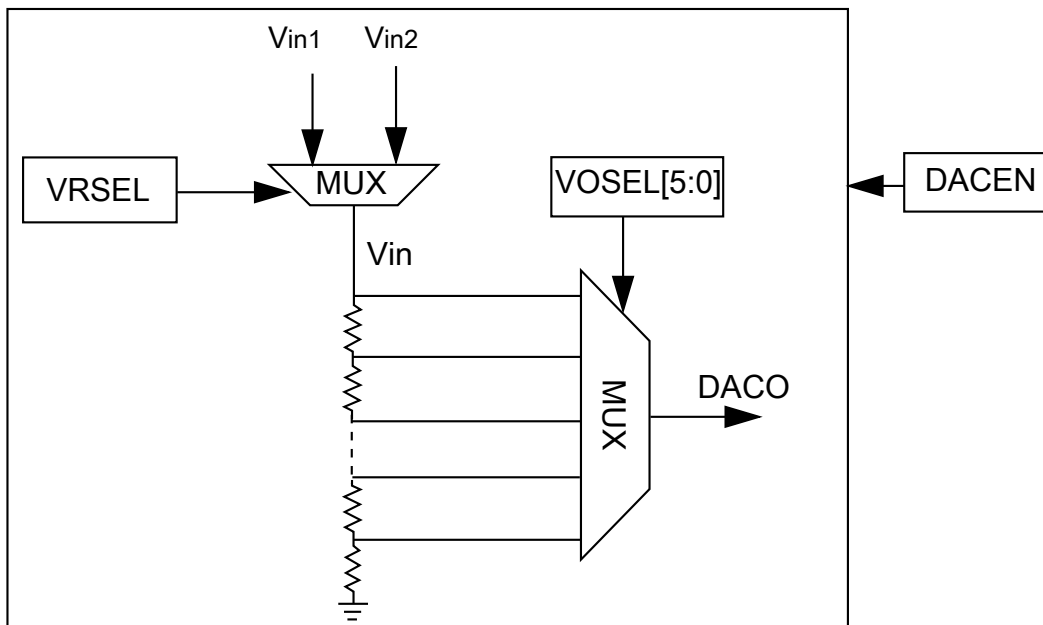 Vin1
Vin2
VRSEL
MUX
VOSEL[5:0]
DACEN
Vin
MUX
DACO